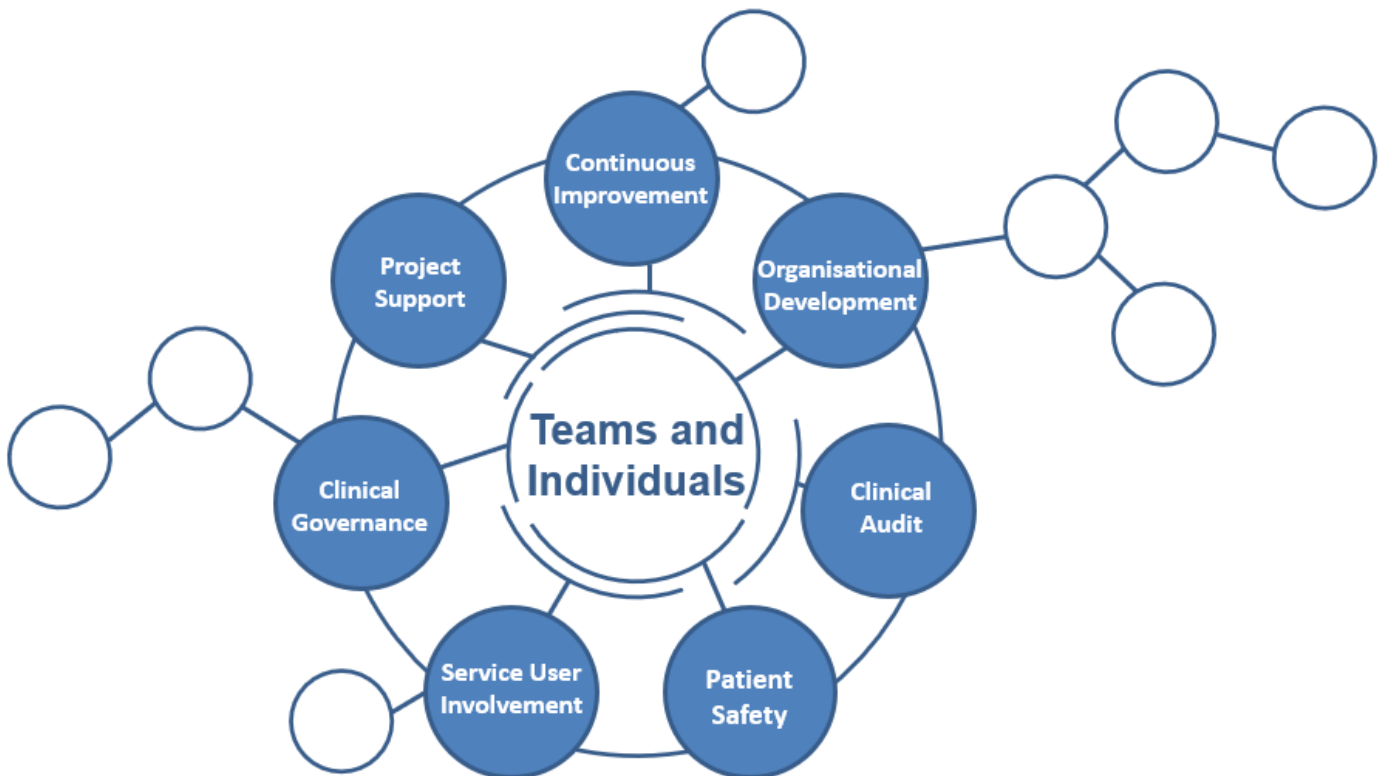 Continuous
Improvement
Project
Support
Organisational
Development
Teams and
Individuals
Clinical
Governance
Clinical
Audit
Service User
Involvement
Patient
Safety